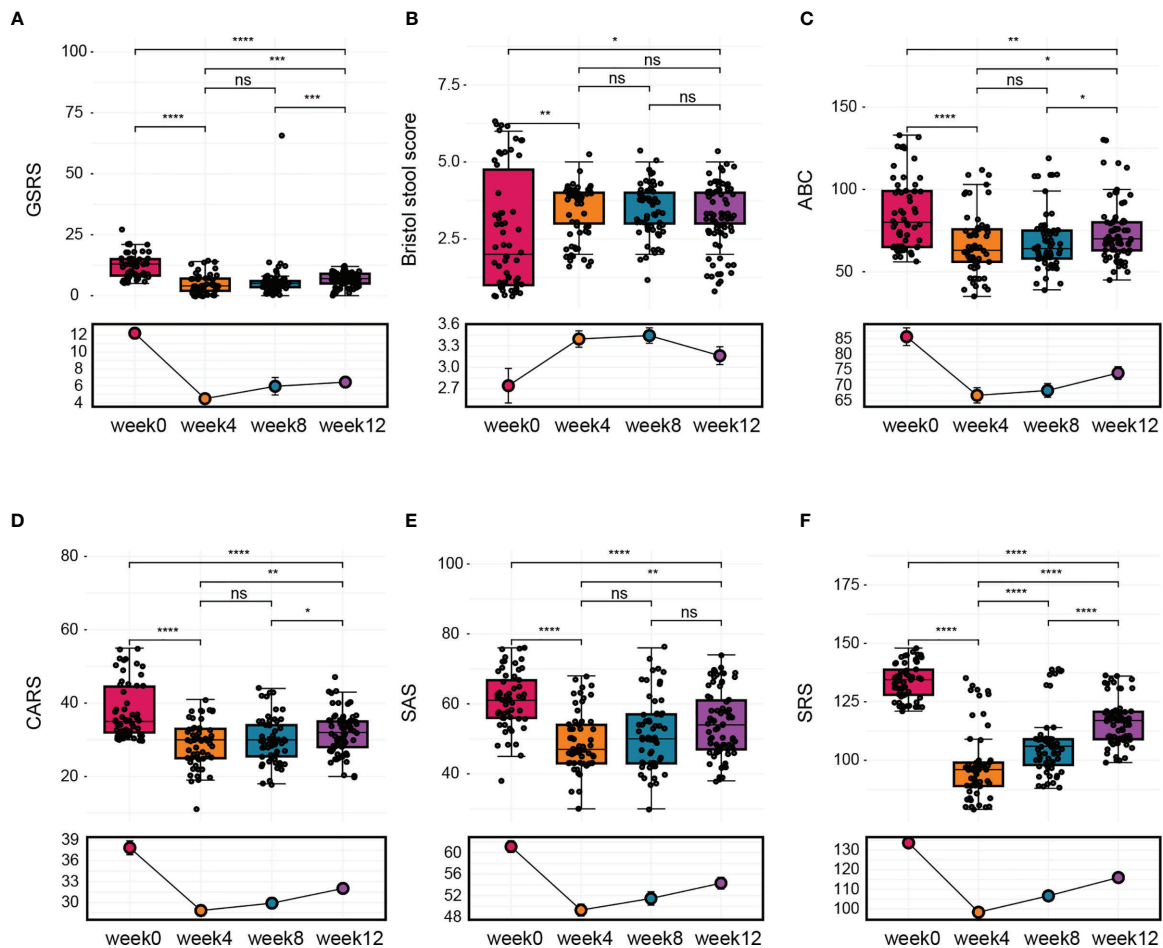 A
GSRS
100
75
50
25
0
****
***
ns
***
****
12
10
8
6
4
week0 week4 week8 week12
B
Bristol stool score
7.5
5.0
2.5
*
ns
ns
ns
**
3.6
3.3
3.0
2.7
week0 week4 week8 week12
C
ABC
150
100
50
**
*
ns
*
****
85
80
75
70
65
week0 week4 week8 week12
D
CARS
80
60
40
20
****
**
ns
*
****
39
36
33
30
week0 week4 week8 week12
E
SAS
100
80
60
40
****
**
ns
ns
****
60
56
52
48
week0 week4 week8 week12
F
SRS
175
150
125
100
****
****
****
****
****
130
120
110
100
week0 week4 week8 week12